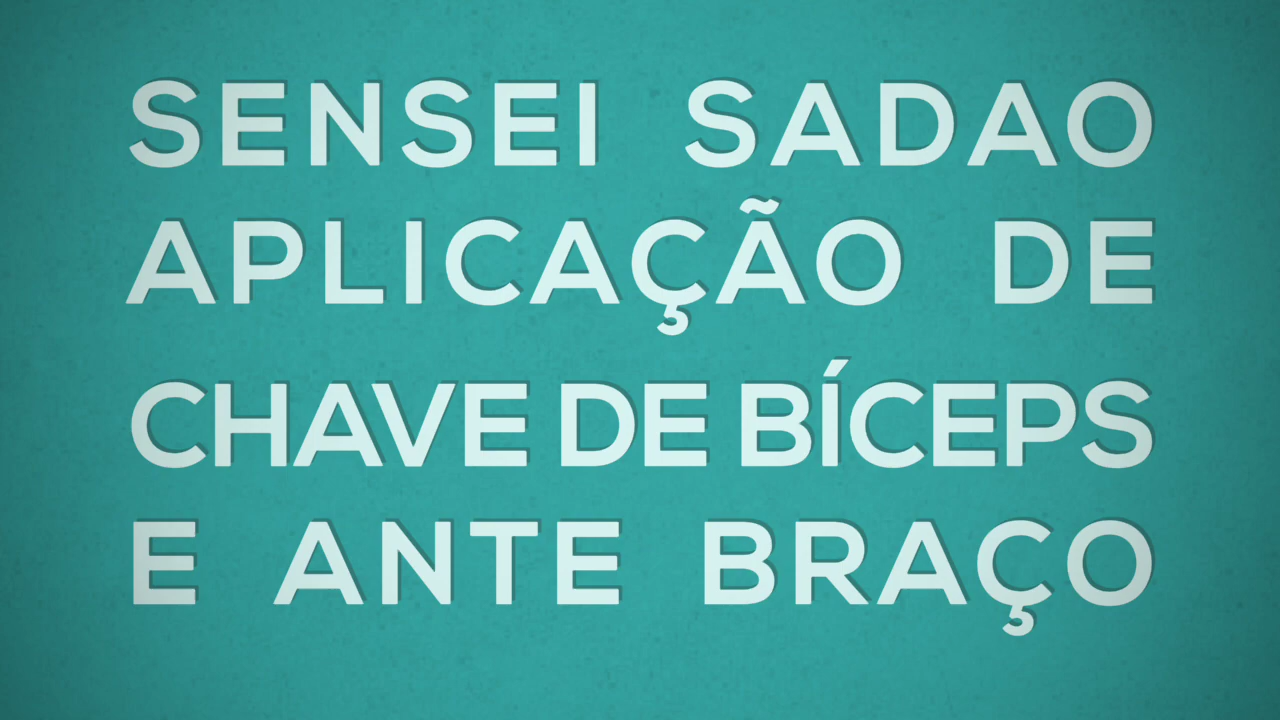 SENSEI SADAO
APLICAÇÃO DE
CHAVE DE BÍCEPS
E ANTE BRAÇO